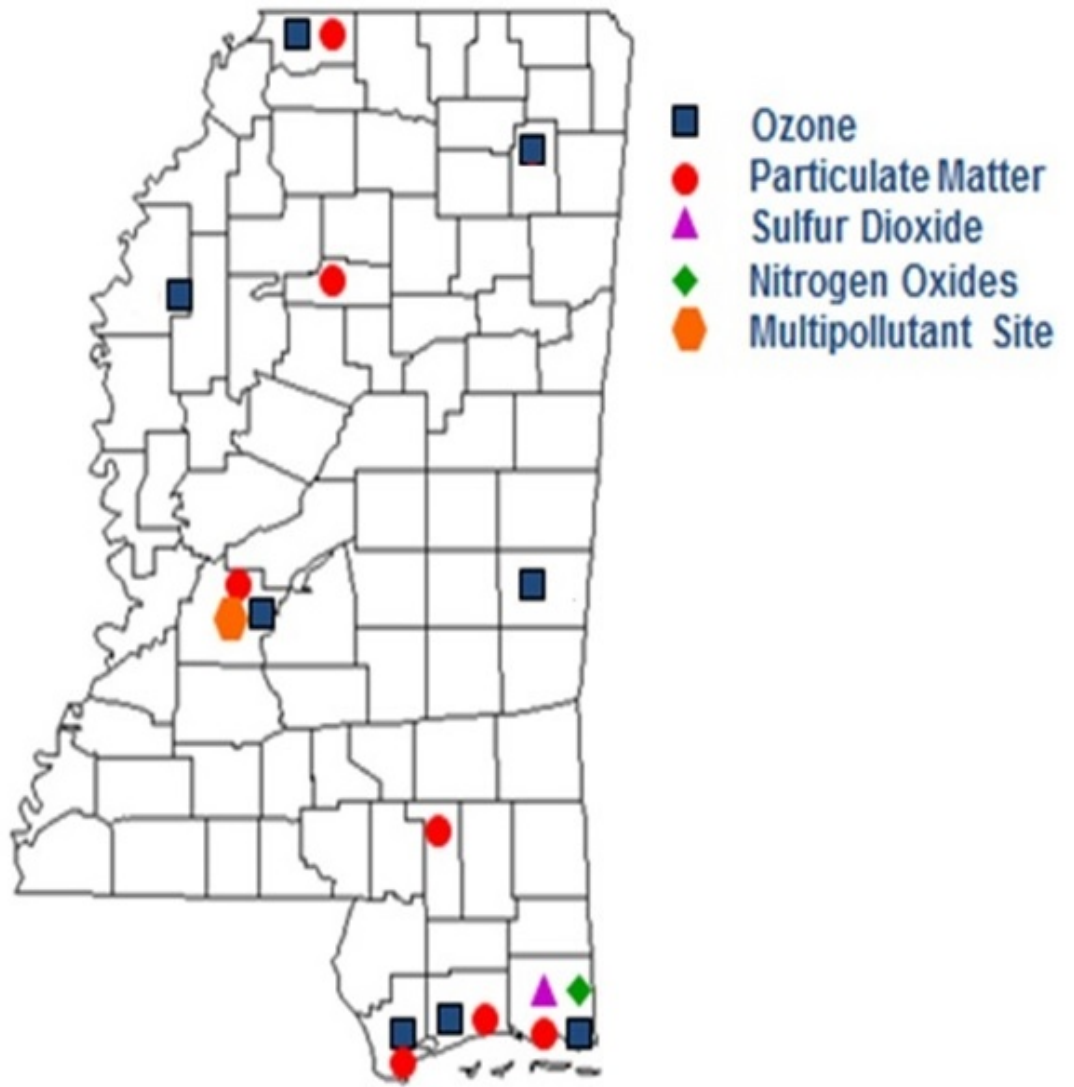 Ozone
Particulate Matter
Sulfur Dioxide
Nitrogen Oxides
Multipollutant Site